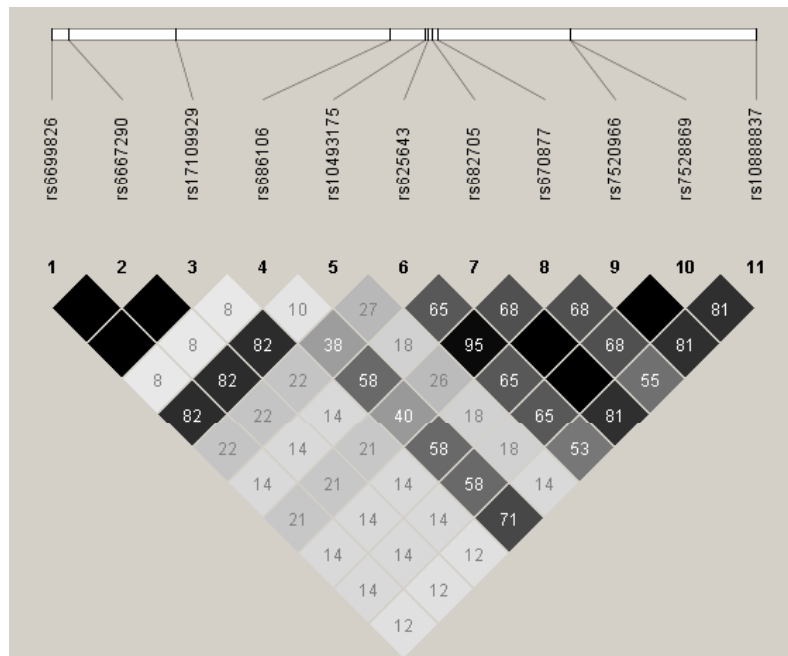 rs6699826
rs6667290
rs17109929
rs686106
rs10493175
rs625643
rs682705
rs670877
rs7520966
rs7528869
rs10888837
1 2 3 4 5 6 7 8 9 10 11
8 10 27 65 68 68 81
8 82 38 18 95 68 81
8 82 22 58 26 65 55
82 22 14 40 18 65 81
22 14 21 58 18 53
14 21 14 58 14
21 14 14 71
14 14 12
14 12
12